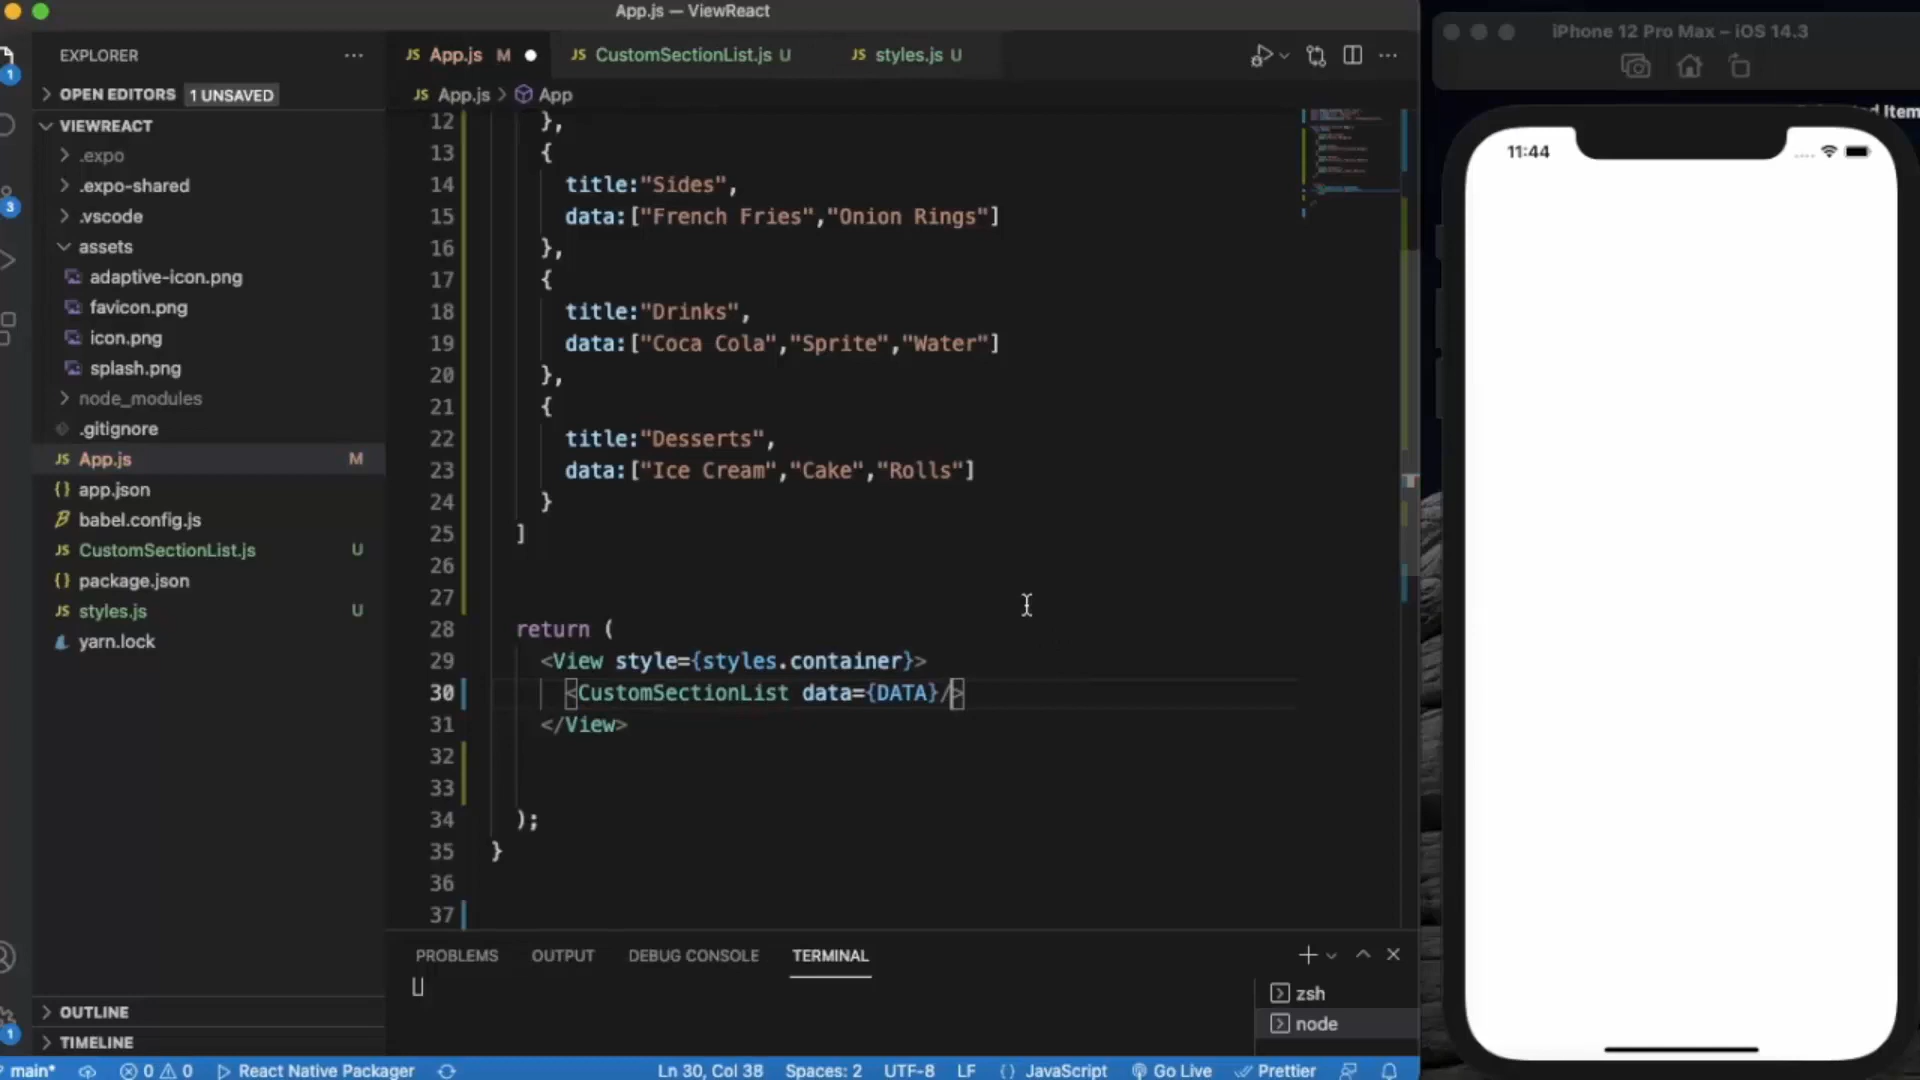 App.js — ViewReact
iPhone 12 Pro Max – iOS 14.3
EXPLORER
App.js M
CustomSectionList.js U
styles.js U
OPEN EDITORS 1 UNSAVED
App.js > App
VIEWREACT
.expo
.expo-shared
.vscode
assets
adaptive-icon.png
favicon.png
icon.png
splash.png
node_modules
.gitignore
App.js M
app.json
babel.config.js
CustomSectionList.js U
package.json
styles.js U
yarn.lock
OUTLINE
TIMELINE
1
3
1
12 },
13 {
14 title:"Sides",
15 data:["French Fries","Onion Rings"]
16 },
17 {
18 title:"Drinks",
19 data:["Coca Cola","Sprite","Water"]
20 },
21 {
22 title:"Desserts",
23 data:["Ice Cream","Cake","Rolls"]
24 }
25 ]
26
27
28 return (
29 <View style={styles.container}>
30 <CustomSectionList data={DATA}/>
31 </View>
32
33
34 );
35 }
36
37
PROBLEMS OUTPUT DEBUG CONSOLE TERMINAL
zsh
node
main* 0 0 React Native Packager Ln 30, Col 38 Spaces: 2 UTF-8 LF {} JavaScript Go Live Prettier
Item
11:44